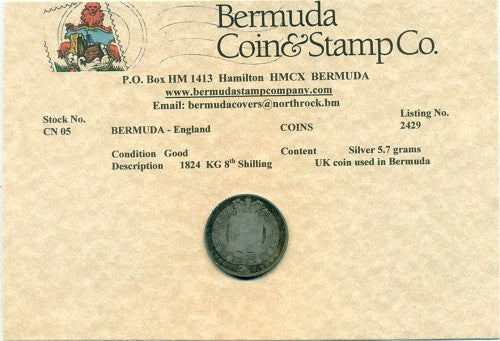 Bermuda
Coin&Stamp Co.
P.O. Box HM 1413 Hamilton HMCX BERMUDA
www.bermudastampcompany.com
Email: bermudacovers@northrock.bm
Stock No. Listing No.
CN 05 BERMUDA - England COINS 2429
Condition Good Content Silver 5.7 grams
Description 1824 KG 8th Shilling UK coin used in Bermuda